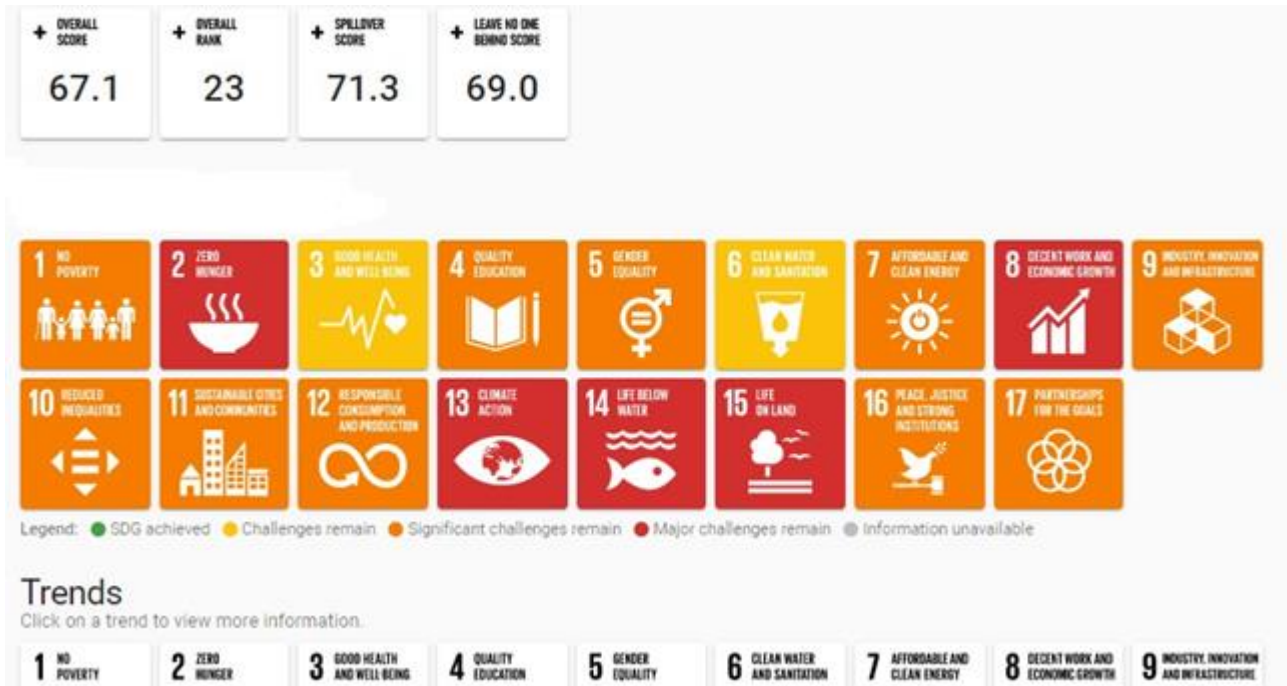 + OVERALL SCORE
67.1
+ OVERALL RANK
23
+ SPILLOVER SCORE
71.3
+ LEAVE NO ONE BEHIND SCORE
69.0
1 NO POVERTY
2 ZERO HUNGER
3 GOOD HEALTH AND WELL-BEING
4 QUALITY EDUCATION
5 GENDER EQUALITY
6 CLEAN WATER AND SANITATION
7 AFFORDABLE AND CLEAN ENERGY
8 DECENT WORK AND ECONOMIC GROWTH
9 INDUSTRY, INNOVATION AND INFRASTRUCTURE
10 REDUCED INEQUALITIES
11 SUSTAINABLE CITIES AND COMMUNITIES
12 RESPONSIBLE CONSUMPTION AND PRODUCTION
13 CLIMATE ACTION
14 LIFE BELOW WATER
15 LIFE ON LAND
16 PEACE, JUSTICE AND STRONG INSTITUTIONS
17 PARTNERSHIPS FOR THE GOALS
Legend: SDG achieved Challenges remain Significant challenges remain Major challenges remain Information unavailable
Trends
Click on a trend to view more information.
1 NO POVERTY
2 ZERO HUNGER
3 GOOD HEALTH AND WELL-BEING
4 QUALITY EDUCATION
5 GENDER EQUALITY
6 CLEAN WATER AND SANITATION
7 AFFORDABLE AND CLEAN ENERGY
8 DECENT WORK AND ECONOMIC GROWTH
9 INDUSTRY, INNOVATION AND INFRASTRUCTURE